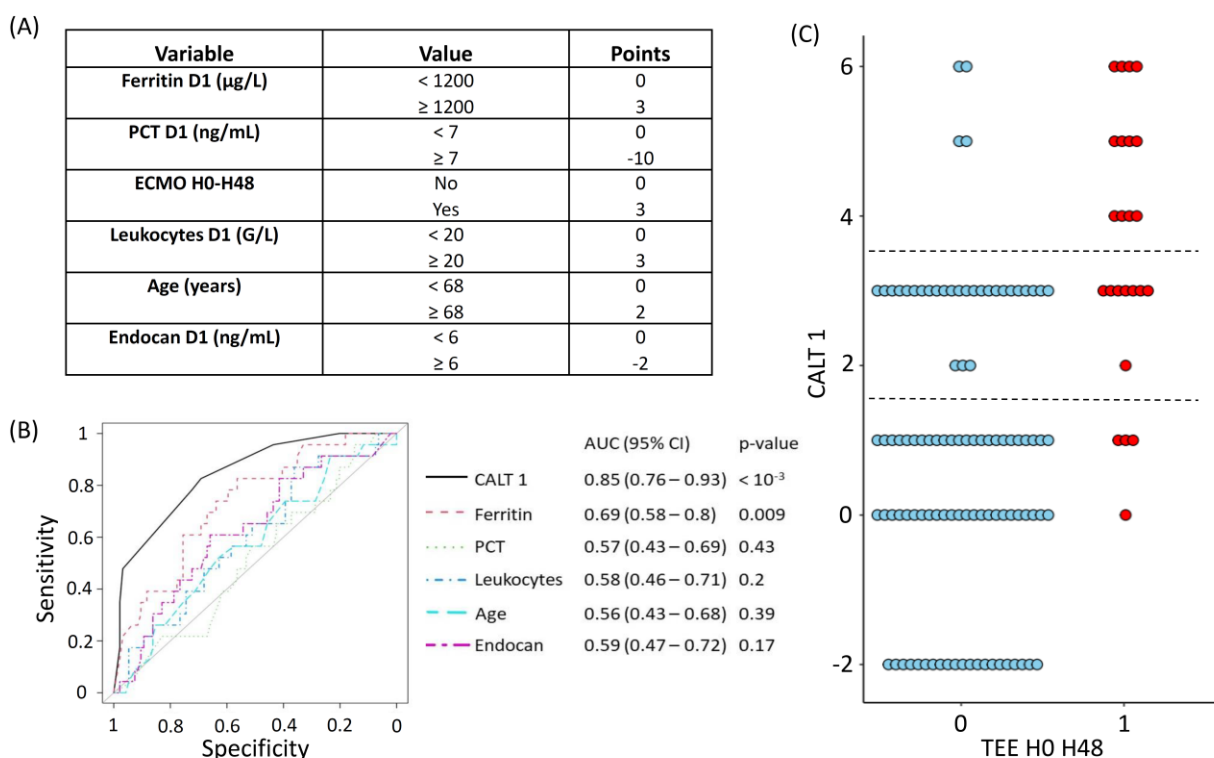 (A)
Variable Value Points
Ferritin D1 (µg/L) < 1200 0
≥ 1200 3
PCT D1 (ng/mL) < 7 0
≥ 7 -10
ECMO H0-H48 No 0
Yes 3
Leukocytes D1 (G/L) < 20 0
≥ 20 3
Age (years) < 68 0
≥ 68 2
Endocan D1 (ng/mL) < 6 0
≥ 6 -2
(B)
Sensitivity
1
0.8
0.6
0.4
0.2
0
1 0.8 0.6 0.4 0.2 0
Specificity
AUC (95% CI) p-value
CALT 1 0.85 (0.76 – 0.93) < 10-3
Ferritin 0.69 (0.58 – 0.8) 0.009
PCT 0.57 (0.43 – 0.69) 0.43
Leukocytes 0.58 (0.46 – 0.71) 0.2
Age 0.56 (0.43 – 0.68) 0.39
Endocan 0.59 (0.47 – 0.72) 0.17
(C)
CALT 1
6
4
2
0
-2
0 1
TEE H0 H48